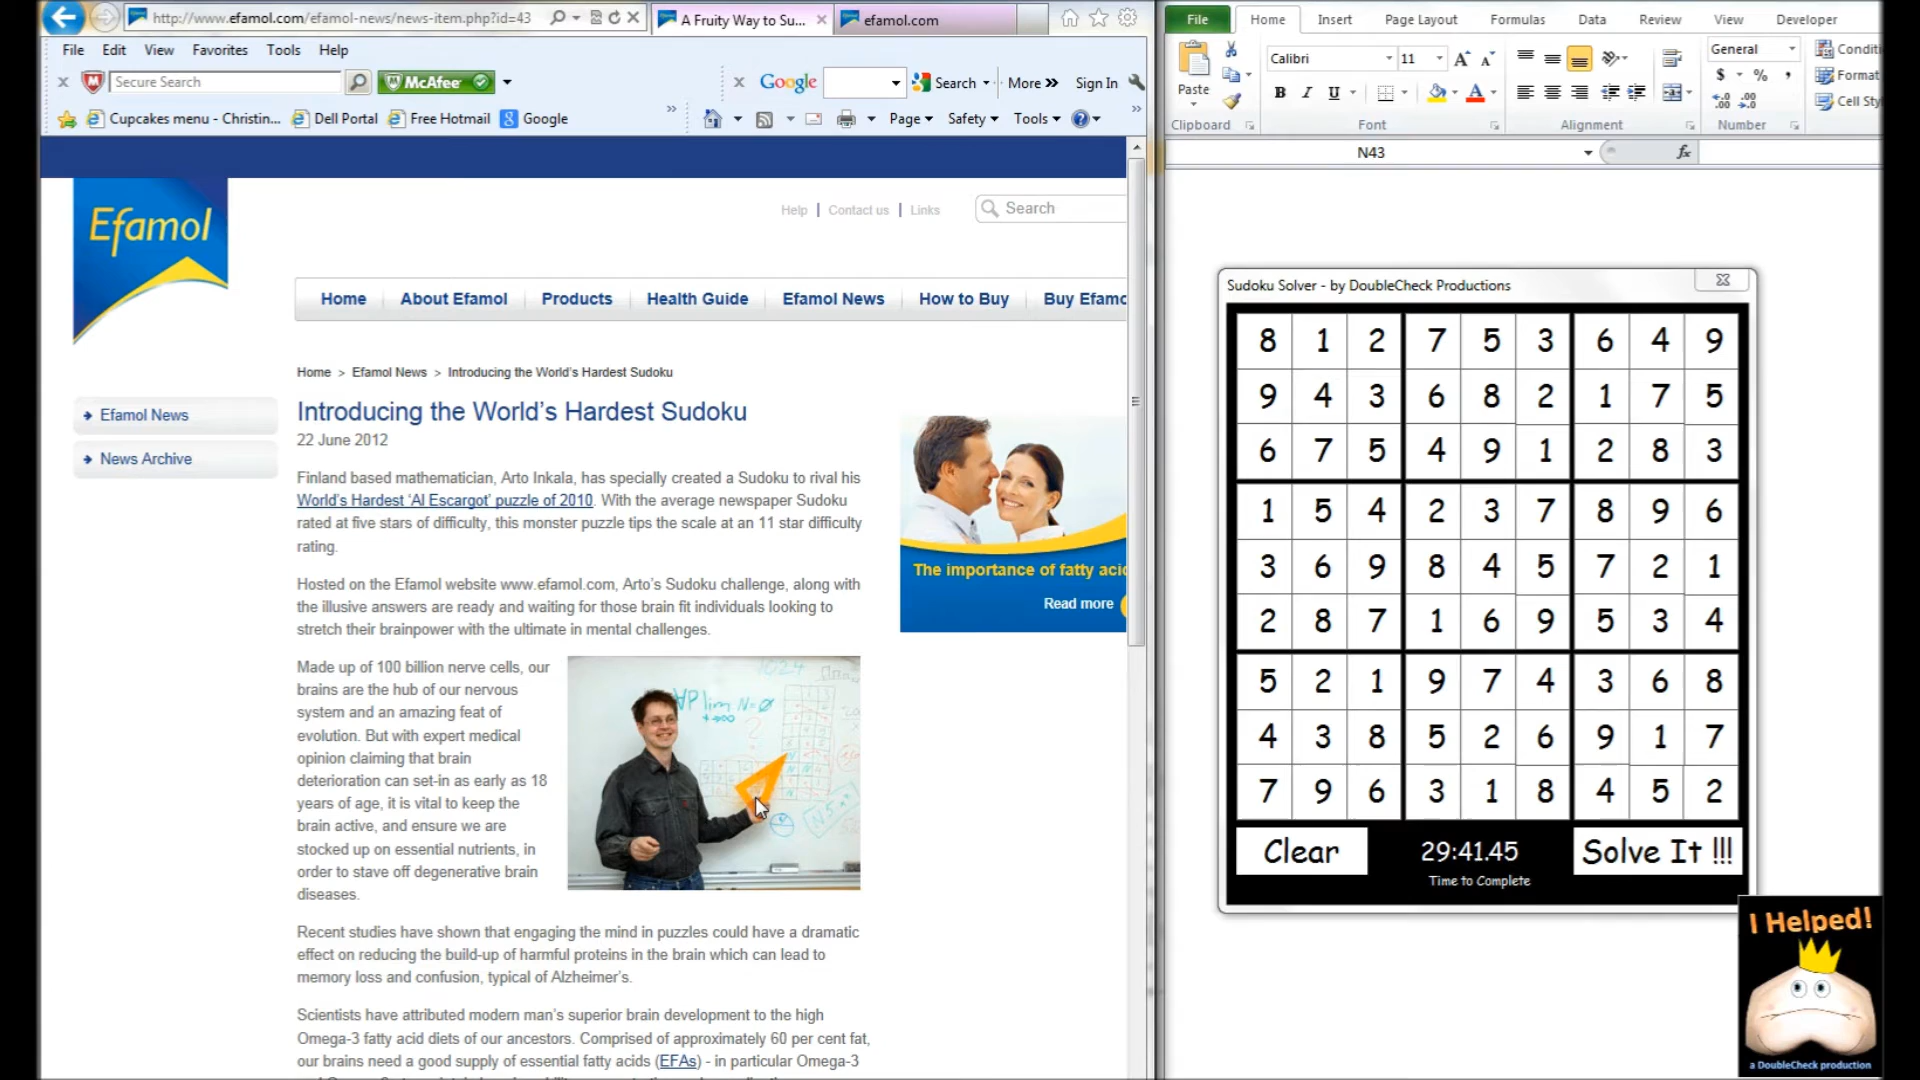 http://www.efamol.com/efamol-news/news-item.php?id=43
A Fruity Way to Su...
efamol.com
File Edit View Favorites Tools Help
Secure Search
McAfee
Google
Search
More »
Sign In
Cupcakes menu - Christin...
Dell Portal
Free Hotmail
Google
Page
Safety
Tools
Efamol
Help | Contact us | Links
Search
Home
About Efamol
Products
Health Guide
Efamol News
How to Buy
Buy Efamo
Home > Efamol News > Introducing the World's Hardest Sudoku
Efamol News
News Archive
Introducing the World's Hardest Sudoku
22 June 2012
Finland based mathematician, Arto Inkala, has specially created a Sudoku to rival his
World's Hardest 'Al Escargot' puzzle of 2010. With the average newspaper Sudoku
rated at five stars of difficulty, this monster puzzle tips the scale at an 11 star difficulty
rating.
Hosted on the Efamol website www.efamol.com, Arto's Sudoku challenge, along with
the illusive answers are ready and waiting for those brain fit individuals looking to
stretch their brainpower with the ultimate in mental challenges.
Made up of 100 billion nerve cells, our
brains are the hub of our nervous
system and an amazing feat of
evolution. But with expert medical
opinion claiming that brain
deterioration can set-in as early as 18
years of age, it is vital to keep the
brain active, and ensure we are
stocked up on essential nutrients, in
order to stave off degenerative brain
diseases.
Recent studies have shown that engaging the mind in puzzles could have a dramatic
effect on reducing the build-up of harmful proteins in the brain which can lead to
memory loss and confusion, typical of Alzheimer's.
Scientists have attributed modern man's superior brain development to the high
Omega-3 fatty acid diets of our ancestors. Comprised of approximately 60 per cent fat,
our brains need a good supply of essential fatty acids (EFAs) - in particular Omega-3
The importance of fatty acid
Read more
File Home Insert Page Layout Formulas Data Review View Developer
Paste
Calibri
11
B I U
General
$ % ,
Conditi
Format
Cell Sty
Clipboard
Font
Alignment
Number
N43
fx
Sudoku Solver - by DoubleCheck Productions
8 1 2 7 5 3 6 4 9
9 4 3 6 8 2 1 7 5
6 7 5 4 9 1 2 8 3
1 5 4 2 3 7 8 9 6
3 6 9 8 4 5 7 2 1
2 8 7 1 6 9 5 3 4
5 2 1 9 7 4 3 6 8
4 3 8 5 2 6 9 1 7
7 9 6 3 1 8 4 5 2
Clear
29:41.45
Time to Complete
Solve It !!!
I Helped!
a DoubleCheck production